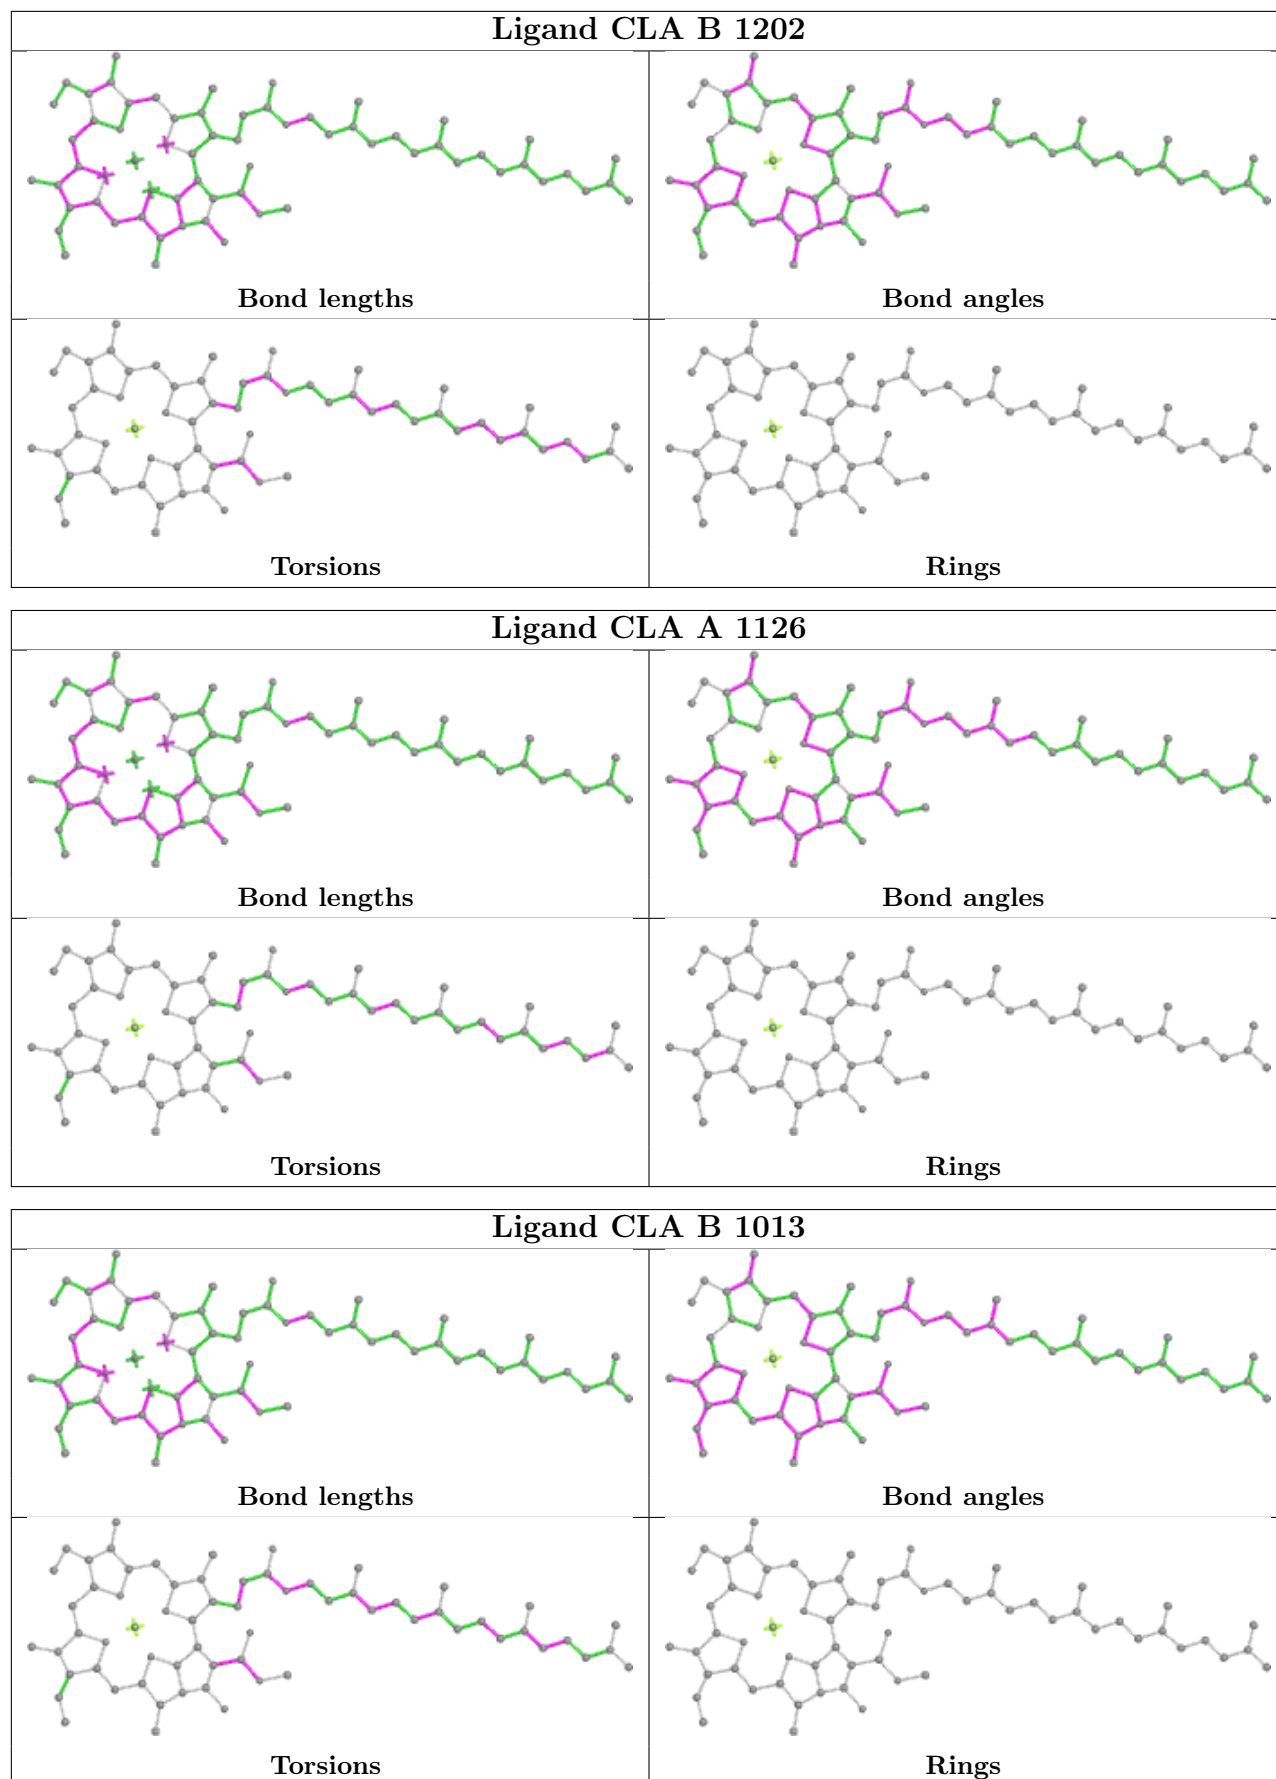 Ligand CLA B 1202
Bond lengths
Bond angles
Torsions
Rings
Ligand CLA A 1126
Bond lengths
Bond angles
Torsions
Rings
Ligand CLA B 1013
Bond lengths
Bond angles
Torsions
Rings